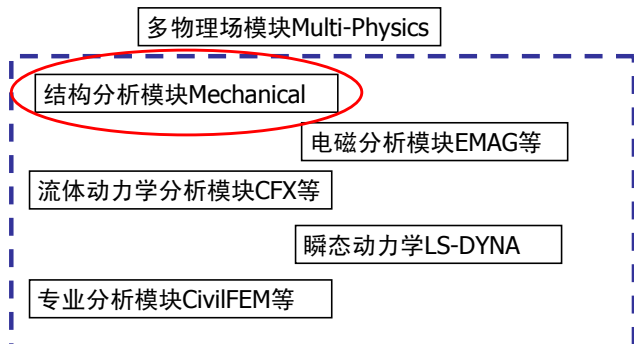 多物理场模块Multi-Physics
结构分析模块Mechanical
电磁分析模块EMAG等
流体动力学分析模块CFX等
瞬态动力学LS-DYNA
专业分析模块CivilFEM等